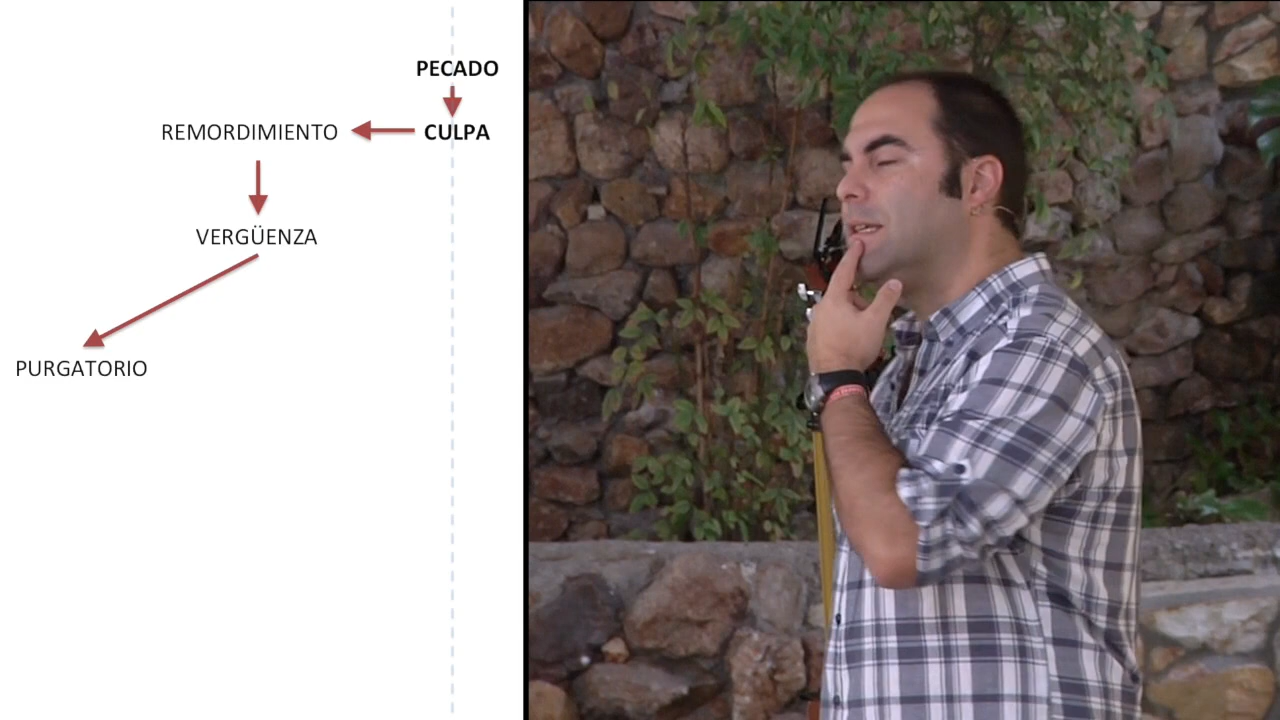 PECADO
REMORDIMIENTO
CULPA
VERGÜENZA
PURGATORIO